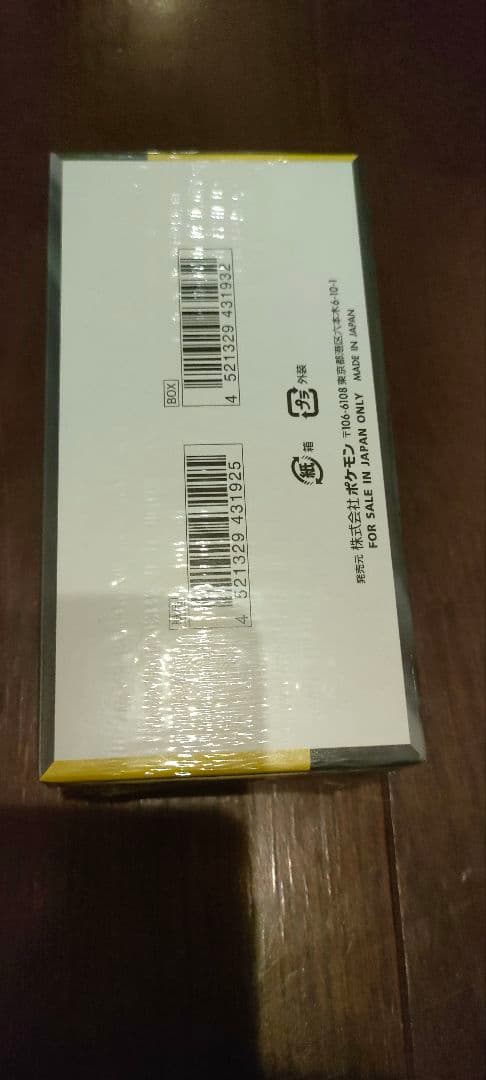 4 521329 431925
BOX
4 521329 431932
紙 箱
プラ 外装
発売元 株式会社ポケモン 〒106-6108 東京都港区六本木6-10-1
FOR SALE IN JAPAN ONLY MADE IN JAPAN